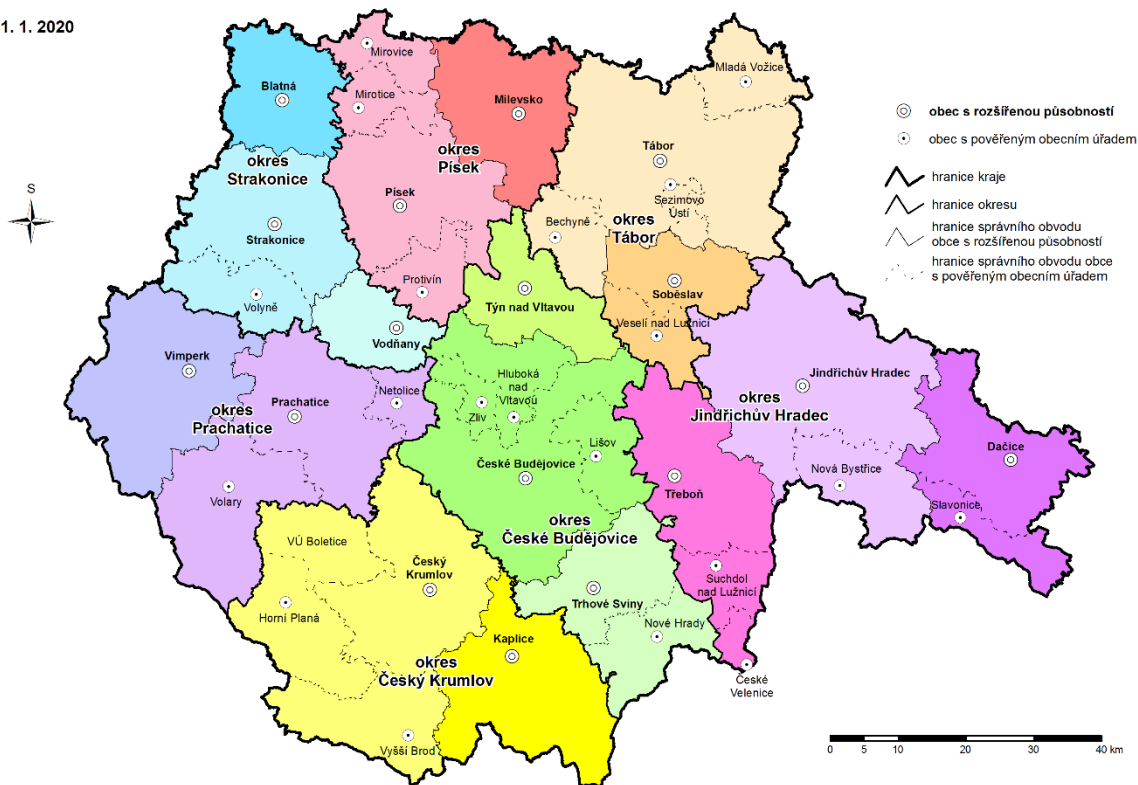 1. 1. 2020
S
Mirovice
Mirotice
Blatná
Milevsko
Mladá Vožice
okres
Písek
okres
Strakonice
Tábor
Sezimovo
Ústí
Písek
Bechyně
okres
Tábor
Strakonice
Protivín
Volyně
Týn nad Vltavou
Soběslav
Veselí nad Lužnicí
Vodňany
Vimperk
Hluboká
nad
Vltavou
Zliv
Netolice
okres
Prachatice
Prachatice
Jindřichův Hradec
okres
Jindřichův Hradec
Lišov
České Budějovice
Třeboň
Dačice
Nová Bystřice
Slavonice
Volary
okres
České Budějovice
VÚ Boletice
Český
Krumlov
Horní Planá
Trhové Sviny
Suchdol
nad Lužnicí
Nové Hrady
Kaplice
okres
Český Krumlov
České
Velenice
Vyšší Brod
obec s rozšířenou působností
obec s pověřeným obecním úřadem
hranice kraje
hranice okresu
hranice správního obvodu
obce s rozšířenou působností
hranice správního obvodu obce
s pověřeným obecním úřadem
0 5 10 20 30 40 km